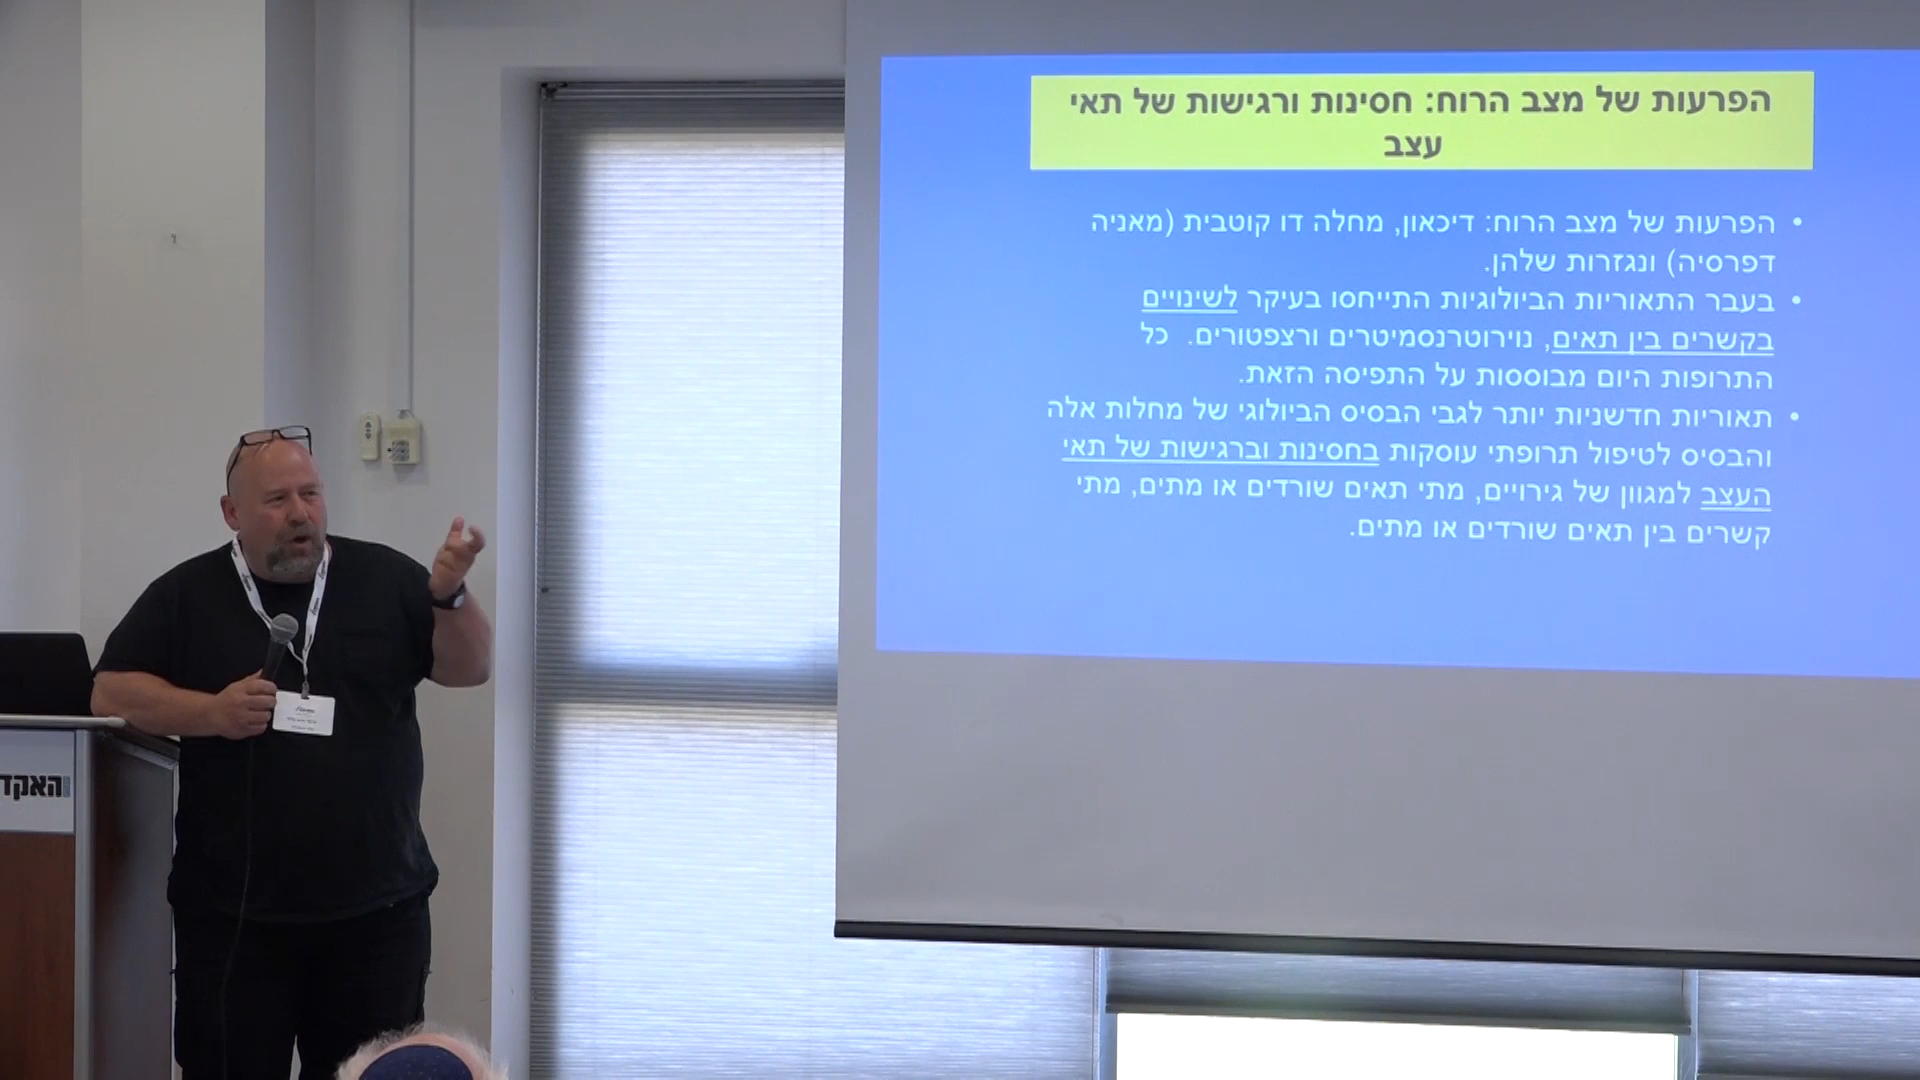 הפרעות של מצב הרוח: חסינות ורגישות של תאי
עצב
• הפרעות של מצב הרוח: דיכאון, מחלה דו קוטבית (מאניה
דפרסיה) ונגזרות שלהן.
• בעבר התאוריות הביולוגיות התייחסו בעיקר לשינויים
בקשרים בין תאים, נוירוטרנסמיטרים ורצפטורים. כל
התרופות היום מבוססות על התפיסה הזאת.
• תאוריות חדשניות יותר לגבי הבסיס הביולוגי של מחלות אלה
והבסיס לטיפול תרופתי עוסקות בחסינות וברגישות של תאי
העצב למגוון של גירויים, מתי תאים שורדים או מתים, מתי
קשרים בין תאים שורדים או מתים.
האקד